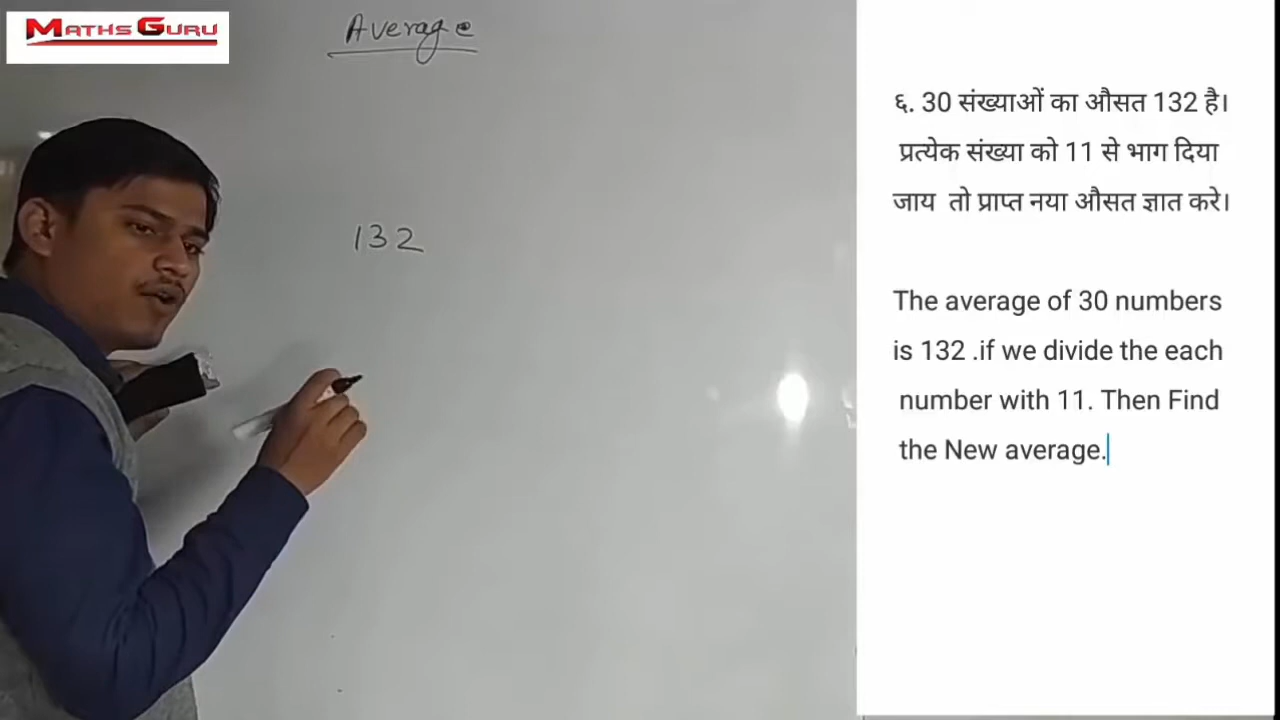 MATHS GURU
Average
132
६. 30 संख्याओं का औसत 132 है।
प्रत्येक संख्या को 11 से भाग दिया
जाय तो प्राप्त नया औसत ज्ञात करे।
The average of 30 numbers
is 132 .if we divide the each
number with 11. Then Find
the New average.